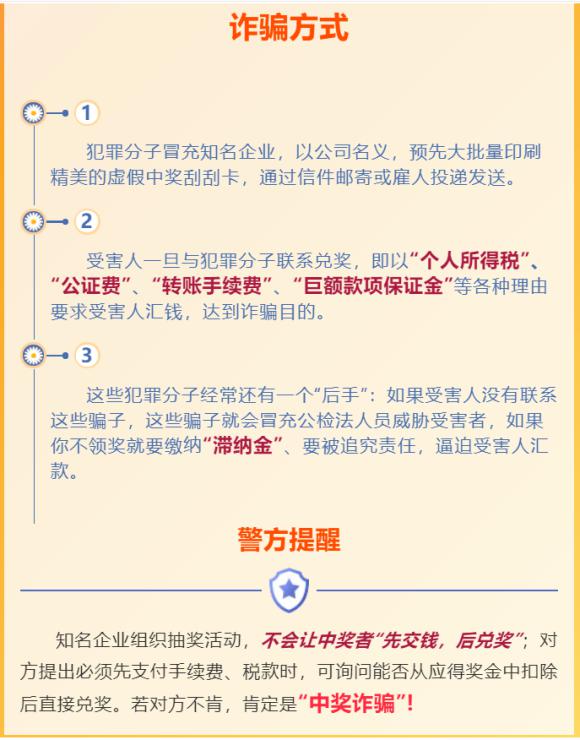 诈骗方式
1
犯罪分子冒充知名企业，以公司名义，预先大批量印刷
精美的虚假中奖刮刮卡，通过信件邮寄或雇人投递发送。
2
受害人一旦与犯罪分子联系兑奖，即以“个人所得税”、
“公证费”、“转账手续费”、“巨额款项保证金”等各种理由
要求受害人汇钱，达到诈骗目的。
3
这些犯罪分子经常还有一个“后手”：如果受害人没有联系
这些骗子，这些骗子就会冒充公检法人员威胁受害者，如果
你不领奖就要缴纳“滞纳金”、要被追究责任，逼迫受害人汇
款。
警方提醒
知名企业组织抽奖活动，不会让中奖者“先交钱，后兑奖”；对
方提出必须先支付手续费、税款时，可询问能否从应得奖金中扣除
后直接兑奖。若对方不肯，肯定是“中奖诈骗”！